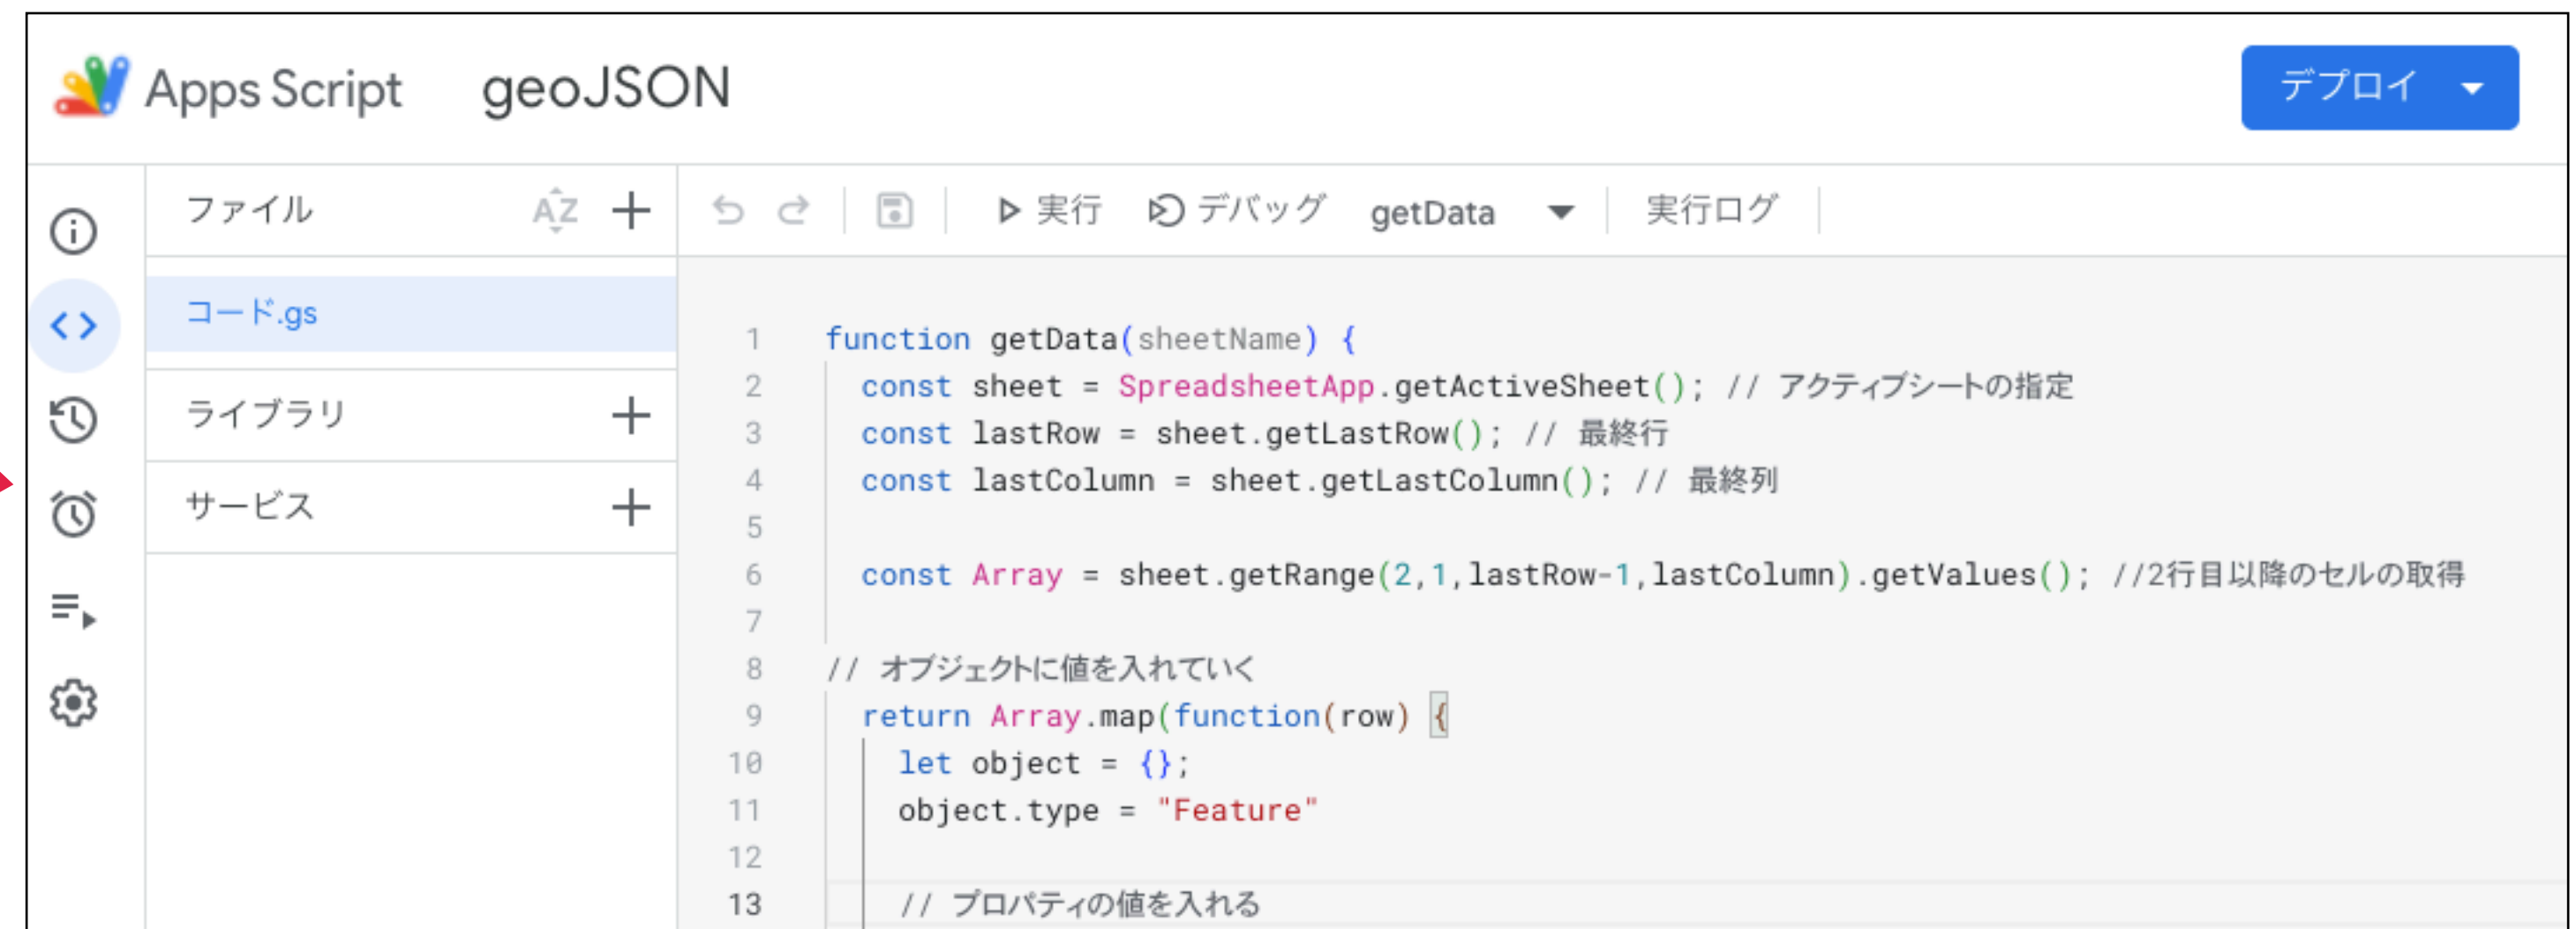 Apps Script geoJSON デプロイ
ファイル AZ
実行 デバッグ getData 実行ログ
コード.gs
ライブラリ
サービス
1 function getData(sheetName) {
2 const sheet = SpreadsheetApp.getActiveSheet(); // アクティブシートの指定
3 const lastRow = sheet.getLastRow(); // 最終行
4 const lastColumn = sheet.getLastColumn(); // 最終列
5
6 const Array = sheet.getRange(2,1,lastRow-1,lastColumn).getValues(); //2行目以降のセルの取得
7
8 // オブジェクトに値を入れていく
9 return Array.map(function(row) {
10 let object = {};
11 object.type = "Feature"
12
13 // プロパティの値を入れる